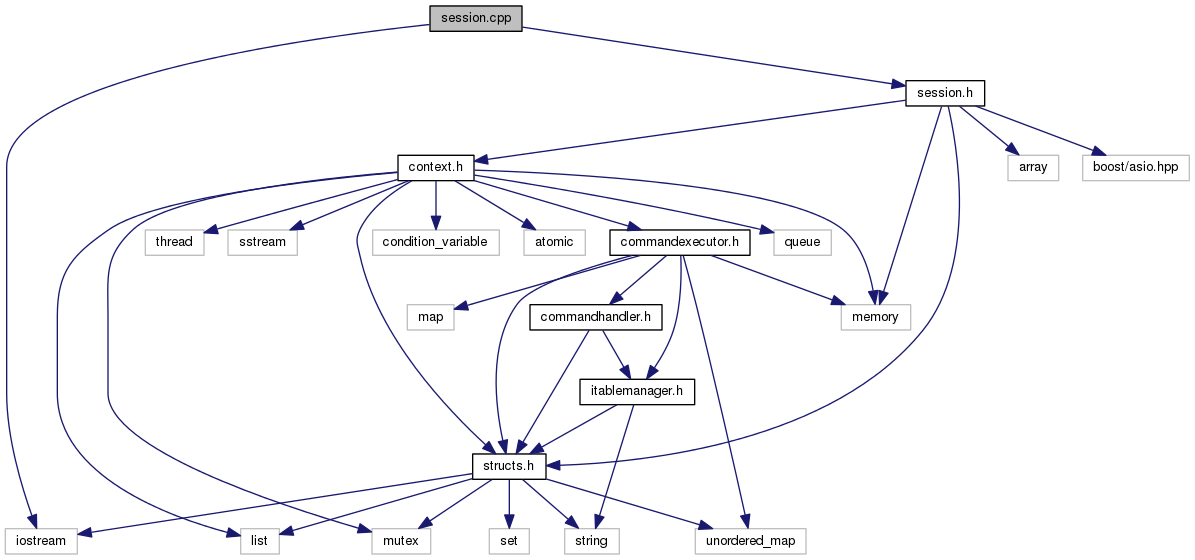 session.cpp
session.h
context.h
array
boost/asio.hpp
thread
sstream
condition_variable
atomic
commandexecutor.h
queue
map
commandhandler.h
memory
itablemanager.h
structs.h
iostream
list
mutex
set
string
unordered_map